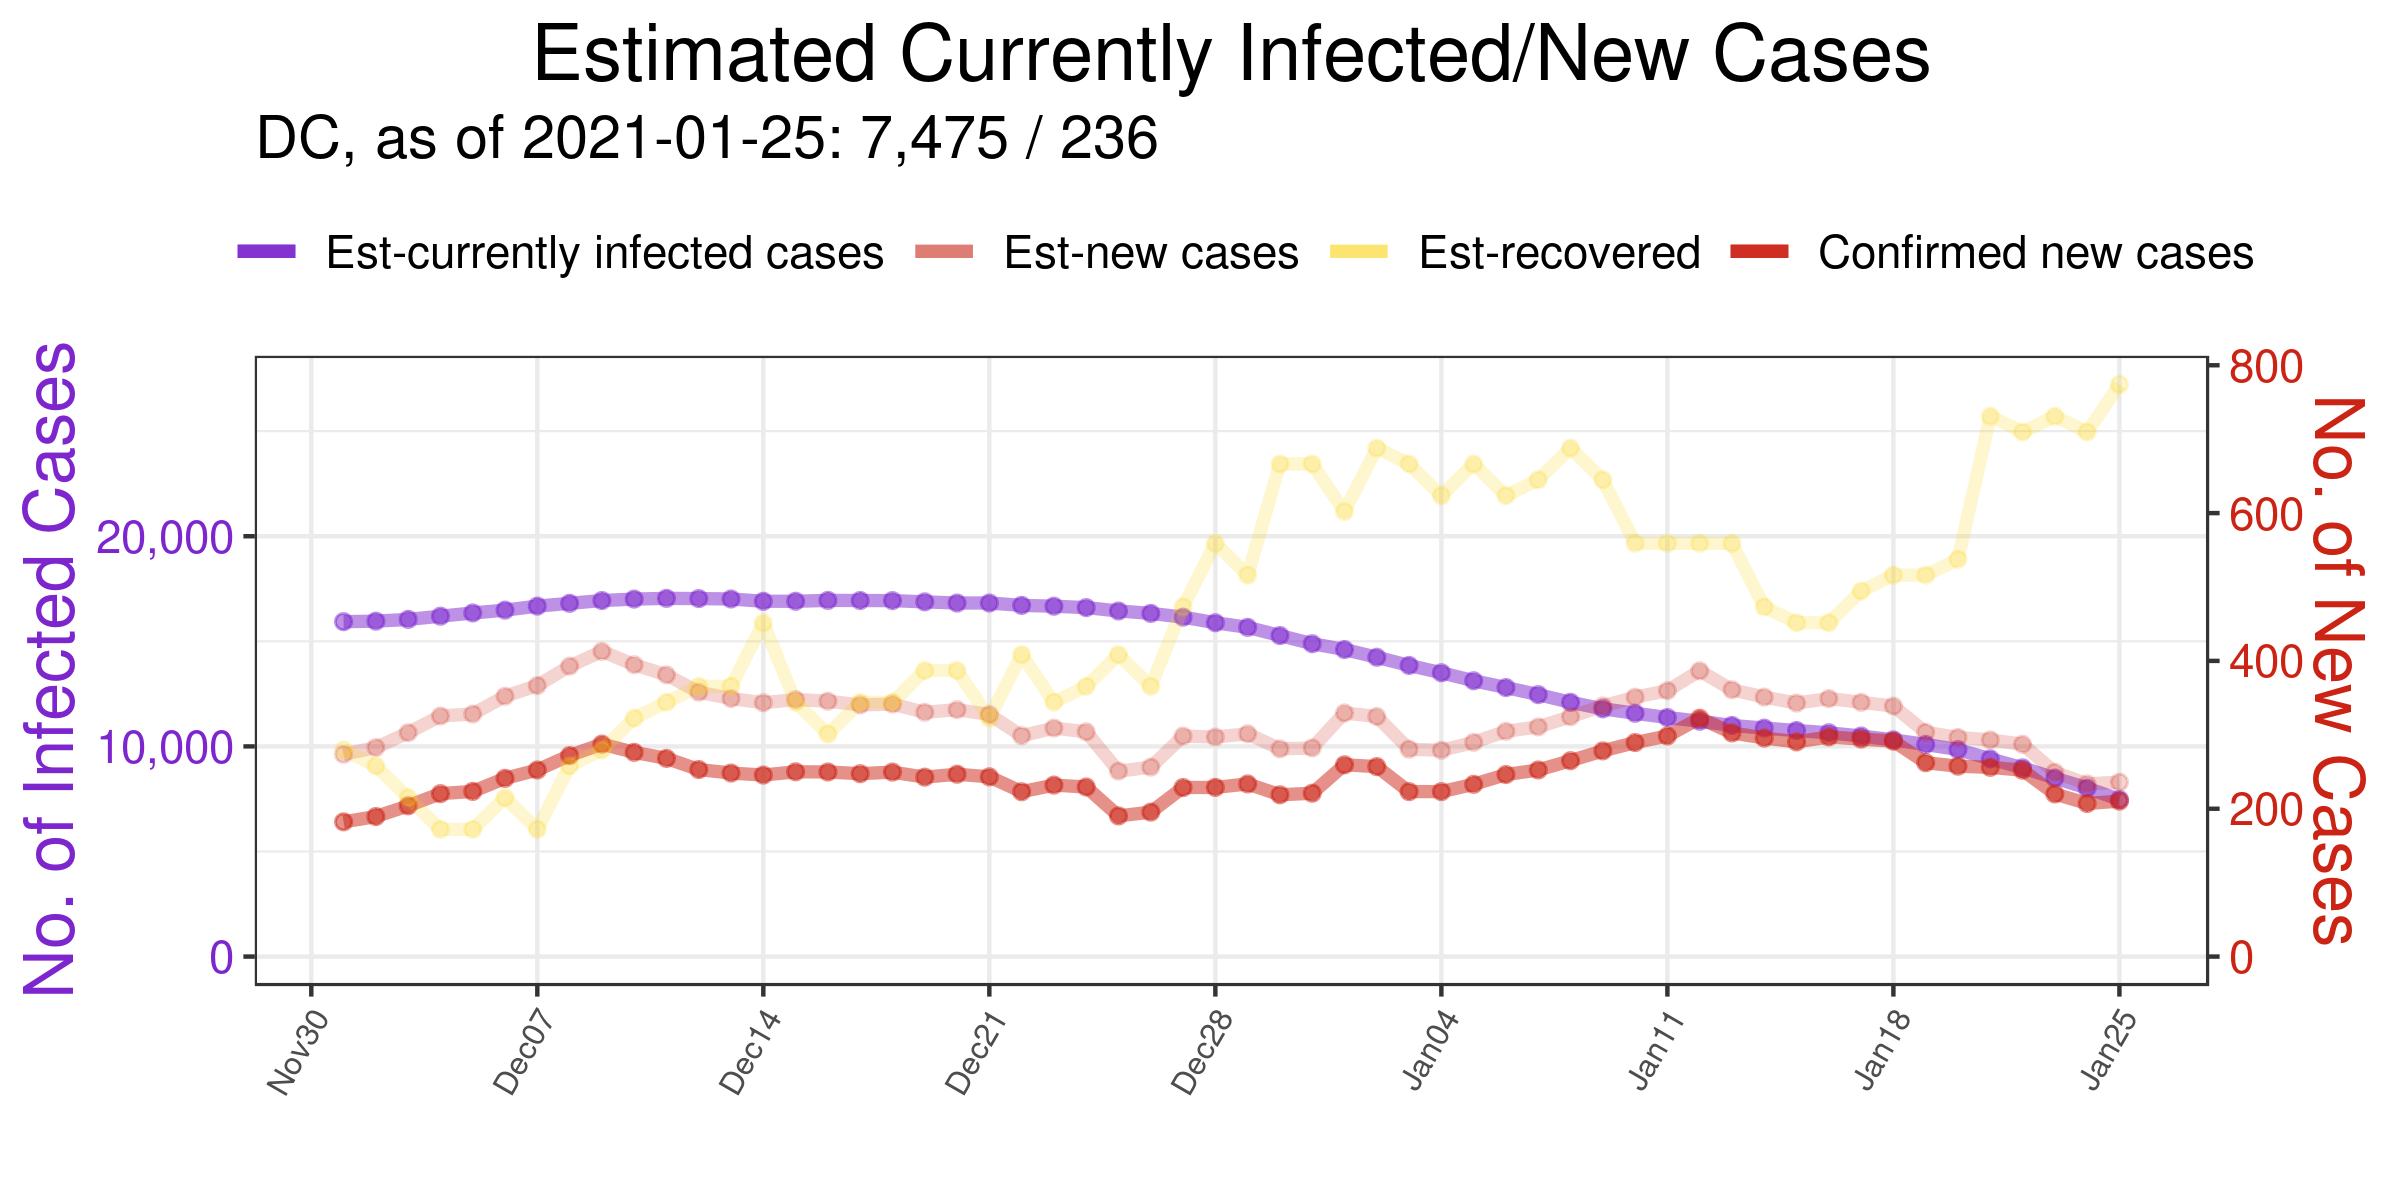 Estimated Currently Infected/New Cases
DC, as of 2021-01-25: 7,475 / 236
Est-currently infected cases Est-new cases Est-recovered Confirmed new cases
No. of Infected Cases
20,000
10,000
0
800
600
400
200
0
No. of New Cases
Nov30 Dec07 Dec14 Dec21 Dec28 Jan04 Jan11 Jan18 Jan25